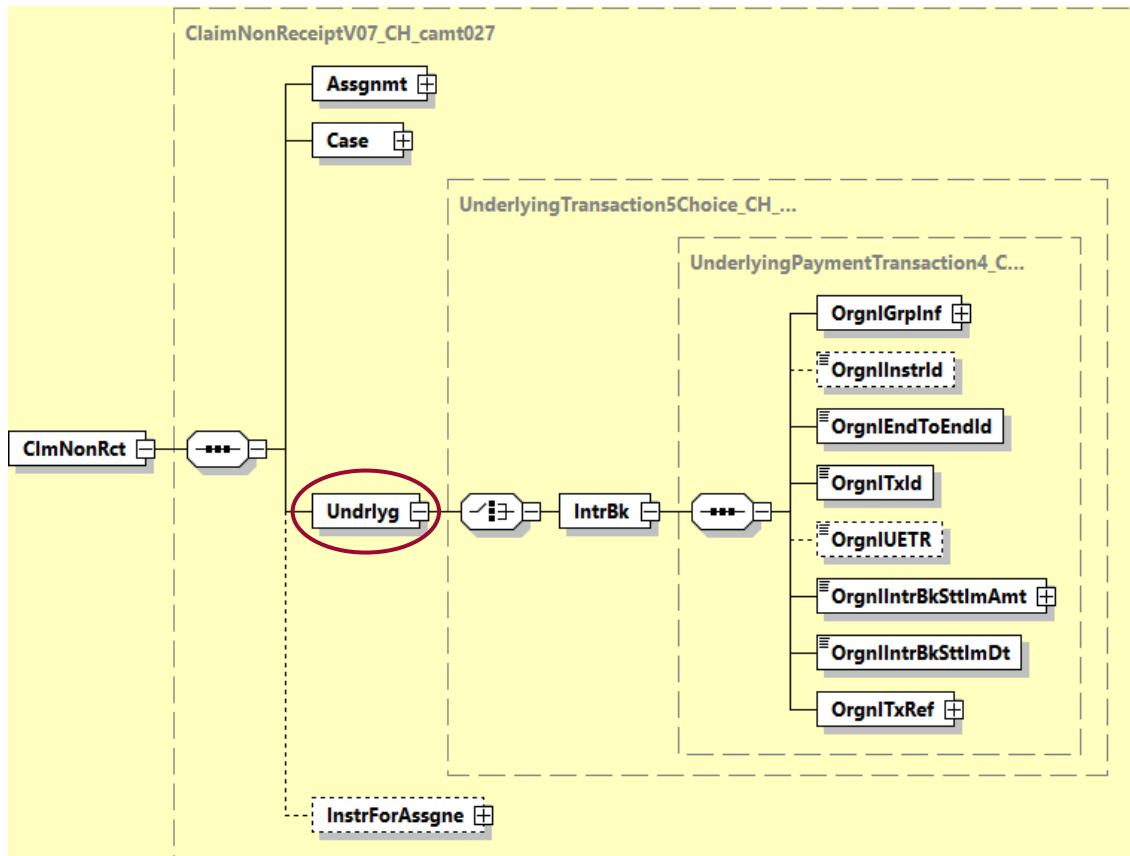 ClaimNonReceiptV07_CH_camt027
Assgnmt
Case
UnderlyingTransaction5Choice_CH_...
UnderlyingPaymentTransaction4_C...
OrgnlGrpInf
OrgnlInstrId
OrgnlEndToEndId
ClmNonRct
OrgnlTxId
Undrlyg
IntrBk
OrgnlUETR
OrgnlIntrBkSttlmAmt
OrgnlIntrBkSttlmDt
OrgnlTxRef
InstrForAssgne